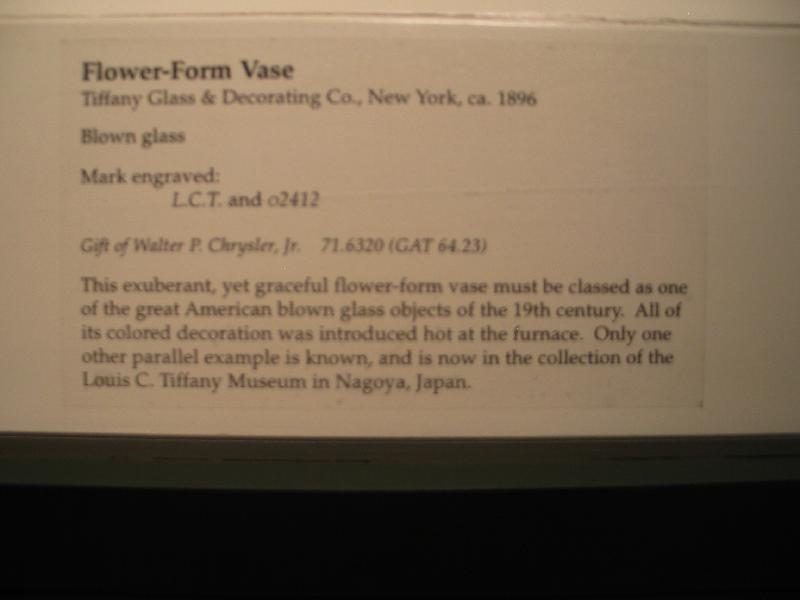 Flower-Form Vase
Tiffany Glass & Decorating Co., New York, ca. 1896
Blown glass
Mark engraved:
L.C.T. and o2412
Gift of Walter P. Chrysler, Jr. 71.6320 (GAT 64.23)
This exuberant, yet graceful flower-form vase must be classed as one
of the great American blown glass objects of the 19th century. All of
its colored decoration was introduced hot at the furnace. Only one
other parallel example is known, and is now in the collection of the
Louis C. Tiffany Museum in Nagoya, Japan.